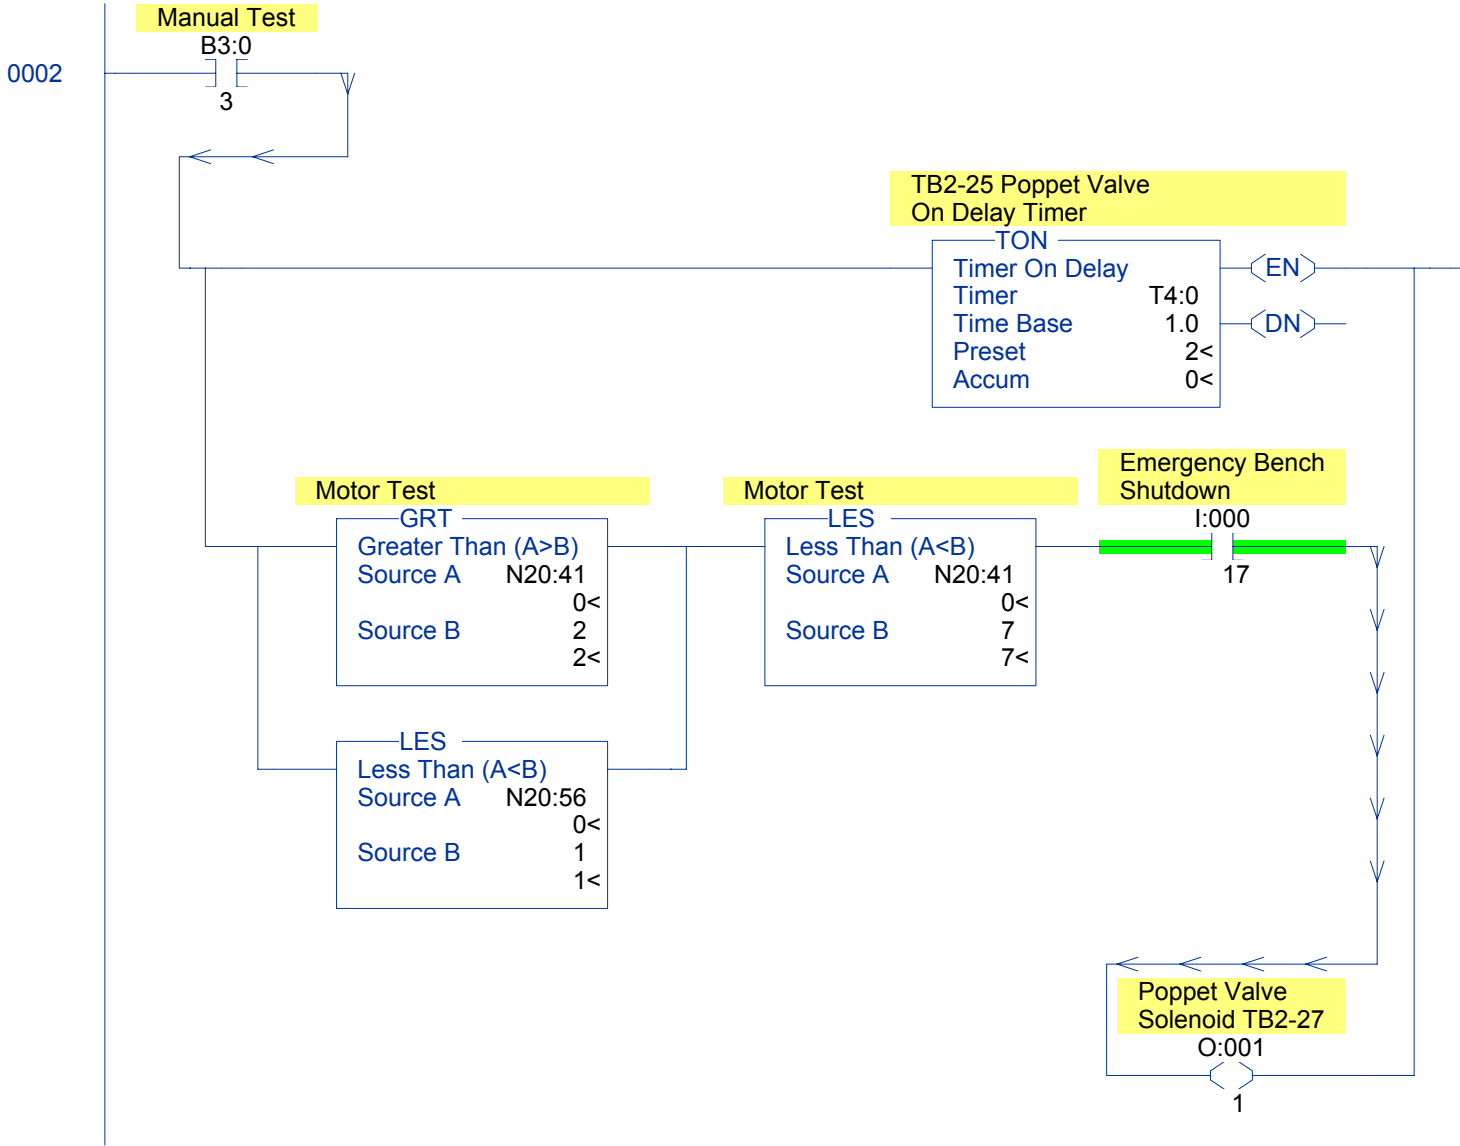 Manual Test
B3:0
0002
3
TB2-25 Poppet Valve
On Delay Timer
TON
Timer On Delay
EN
Timer T4:0
Time Base 1.0
DN
Preset 2<
Accum 0<
Emergency Bench
Shutdown
Motor Test
Motor Test
GRT
LES
I:000
Greater Than (A>B)
Less Than (A<B)
Source A N20:41
Source A N20:41
17
0<
0<
Source B 2
Source B 7
2<
7<
LES
Less Than (A<B)
Source A N20:56
0<
Source B 1
1<
Poppet Valve
Solenoid TB2-27
O:001
1